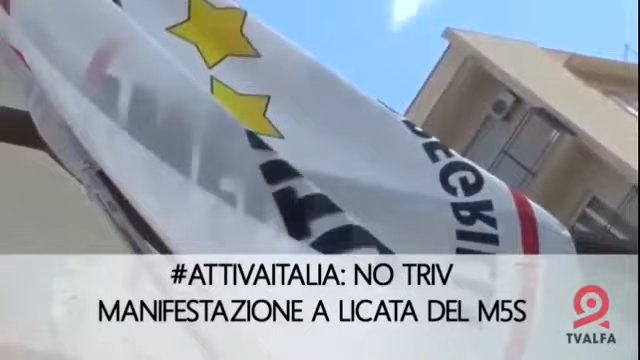 #ATTIVAITALIA: NO TRIV
MANIFESTAZIONE A LICATA DEL M5S
TVALFA